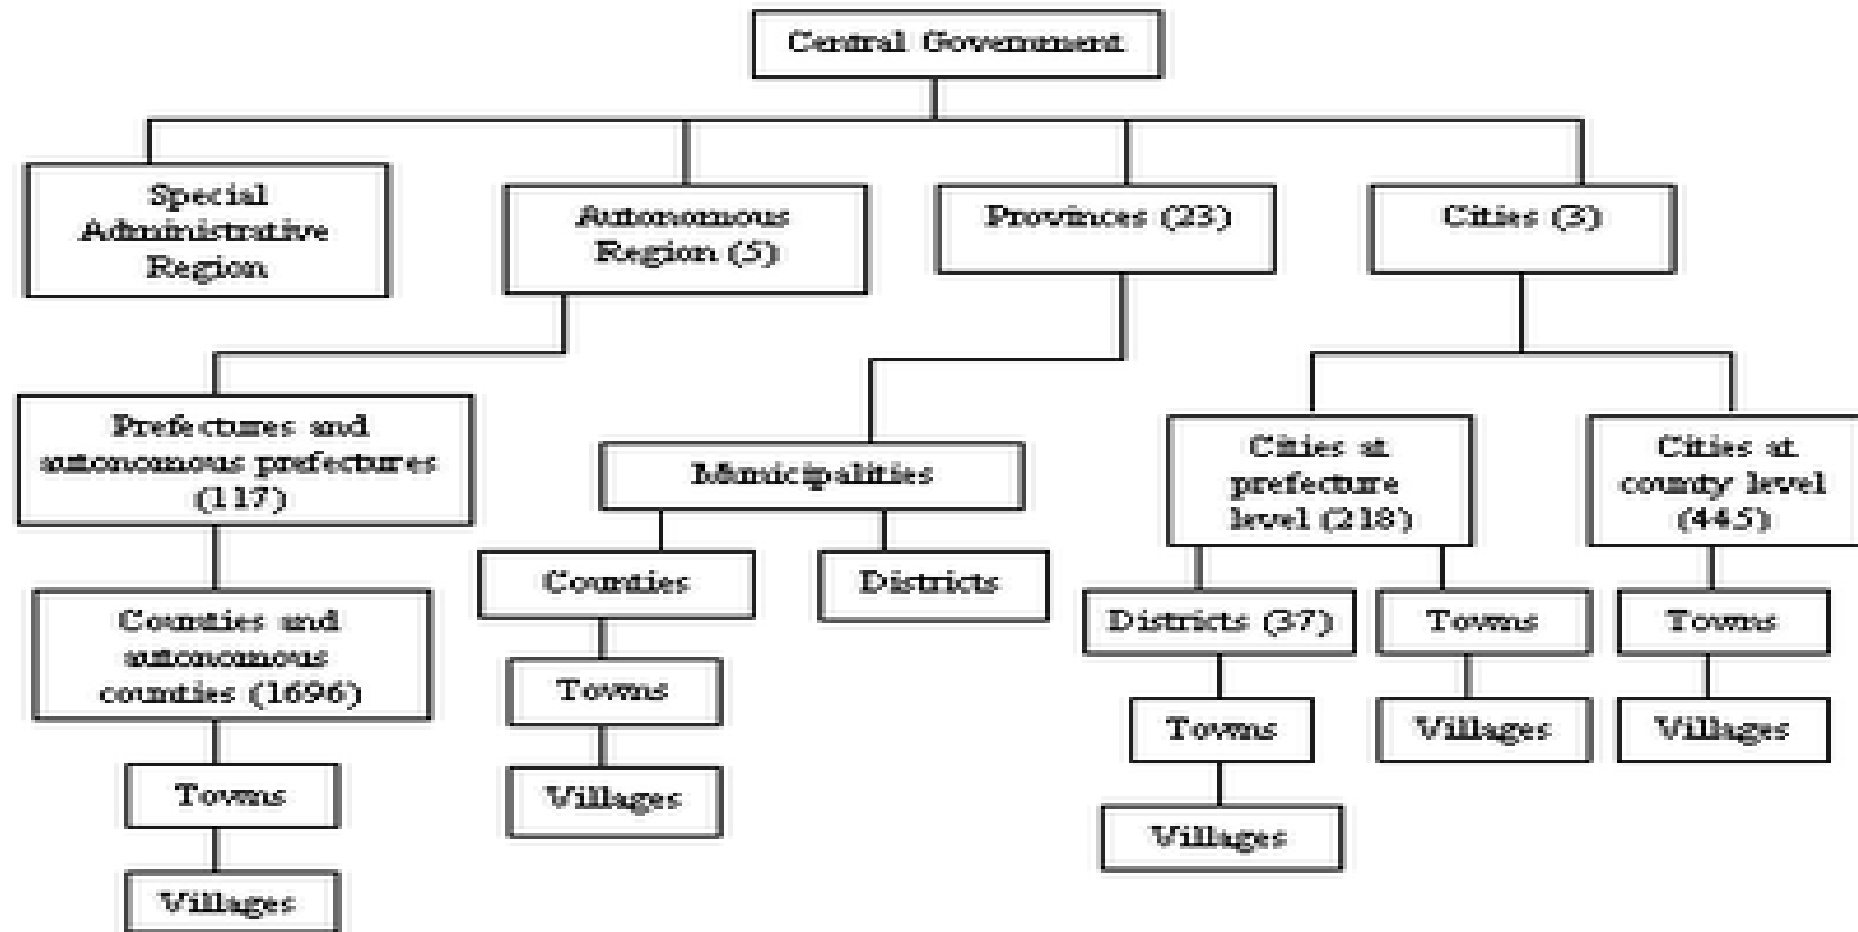 Central Government
Special
Administrative
Region
Autonomous
Region (5)
Provinces (23)
Cities (3)
Prefectures and
autonomous prefectures
(117)
Municipalities
Cities at
prefecture
level (218)
Cities at
county level
(445)
Counties
Districts
Counties and
autonomous
counties (1696)
Districts (37)
Towns
Towns
Towns
Towns
Villages
Villages
Towns
Villages
Villages
Towns
Villages